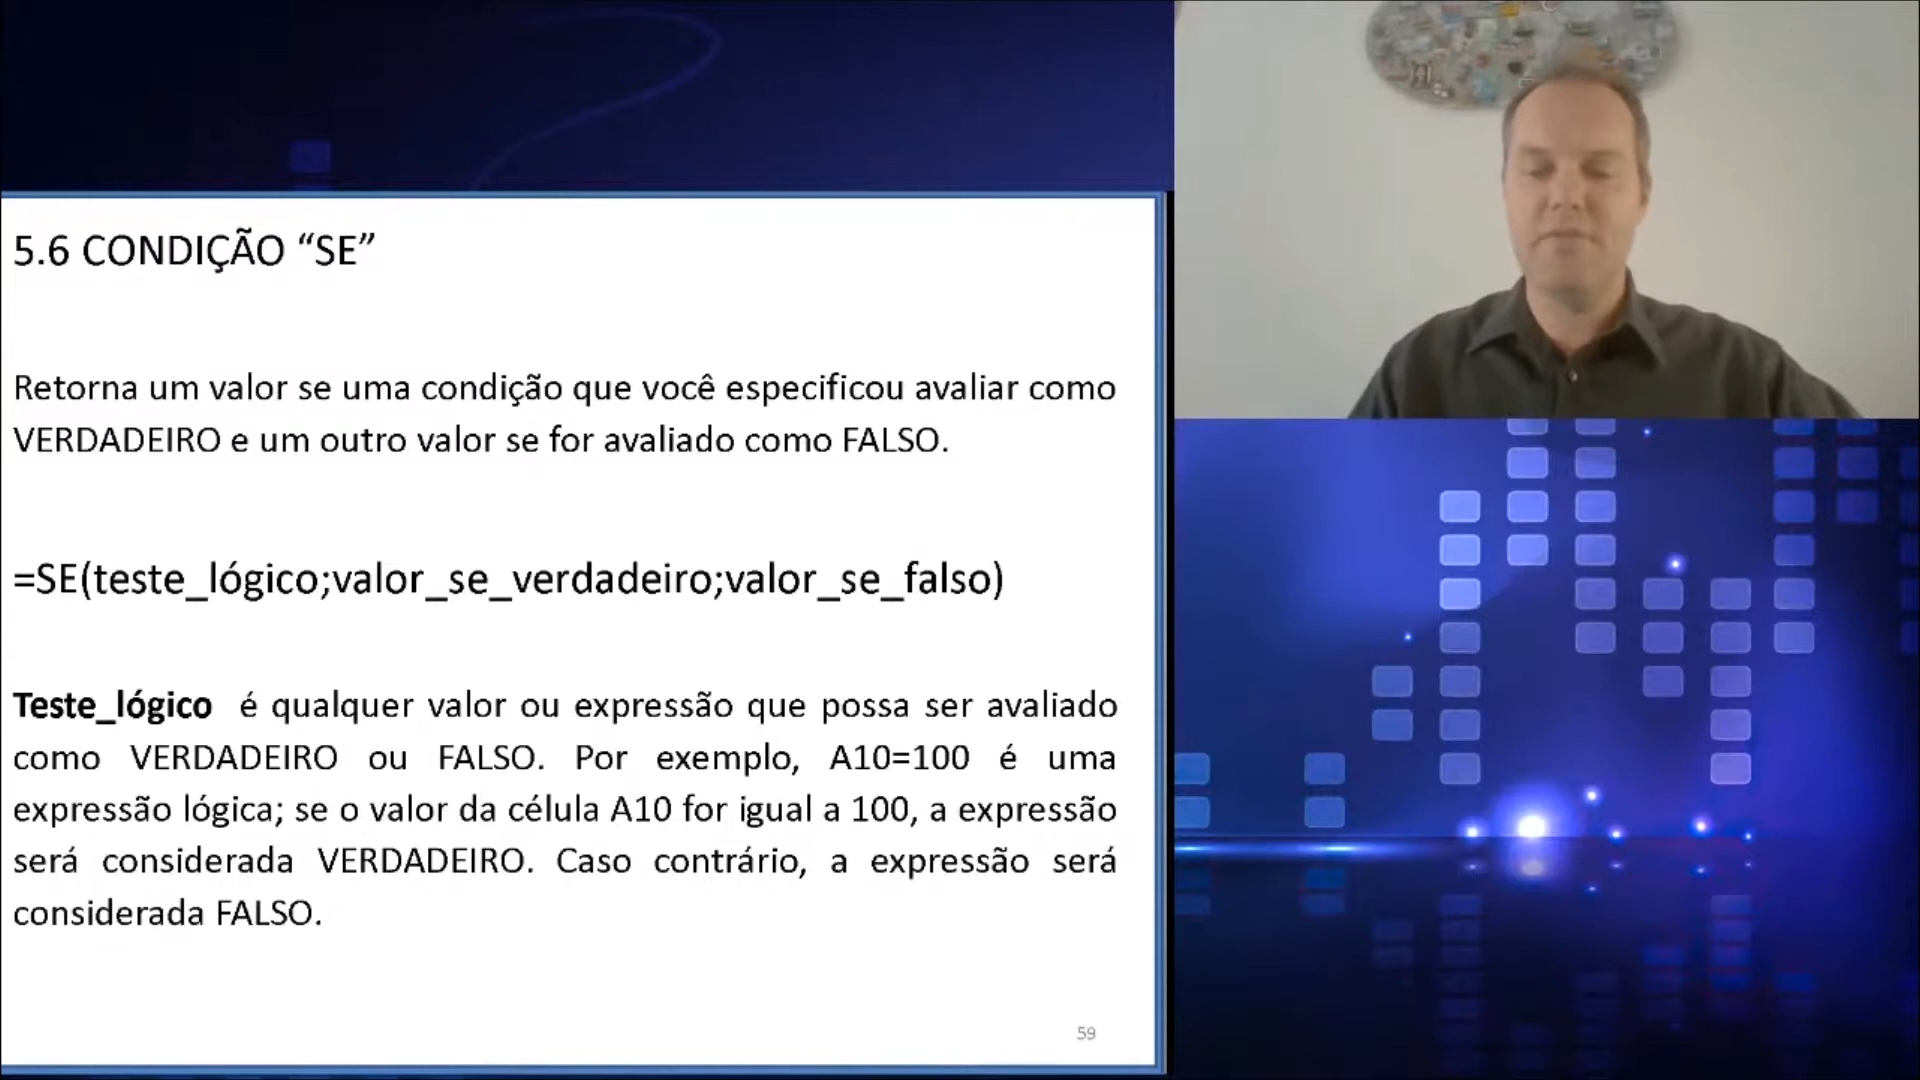 5.6 CONDIÇÃO “SE”
Retorna um valor se uma condição que você especificou avaliar como
VERDADEIRO e um outro valor se for avaliado como FALSO.
=SE(teste_lógico;valor_se_verdadeiro;valor_se_falso)
Teste_lógico é qualquer valor ou expressão que possa ser avaliado
como VERDADEIRO ou FALSO. Por exemplo, A10=100 é uma
expressão lógica; se o valor da célula A10 for igual a 100, a expressão
será considerada VERDADEIRO. Caso contrário, a expressão será
considerada FALSO.
59